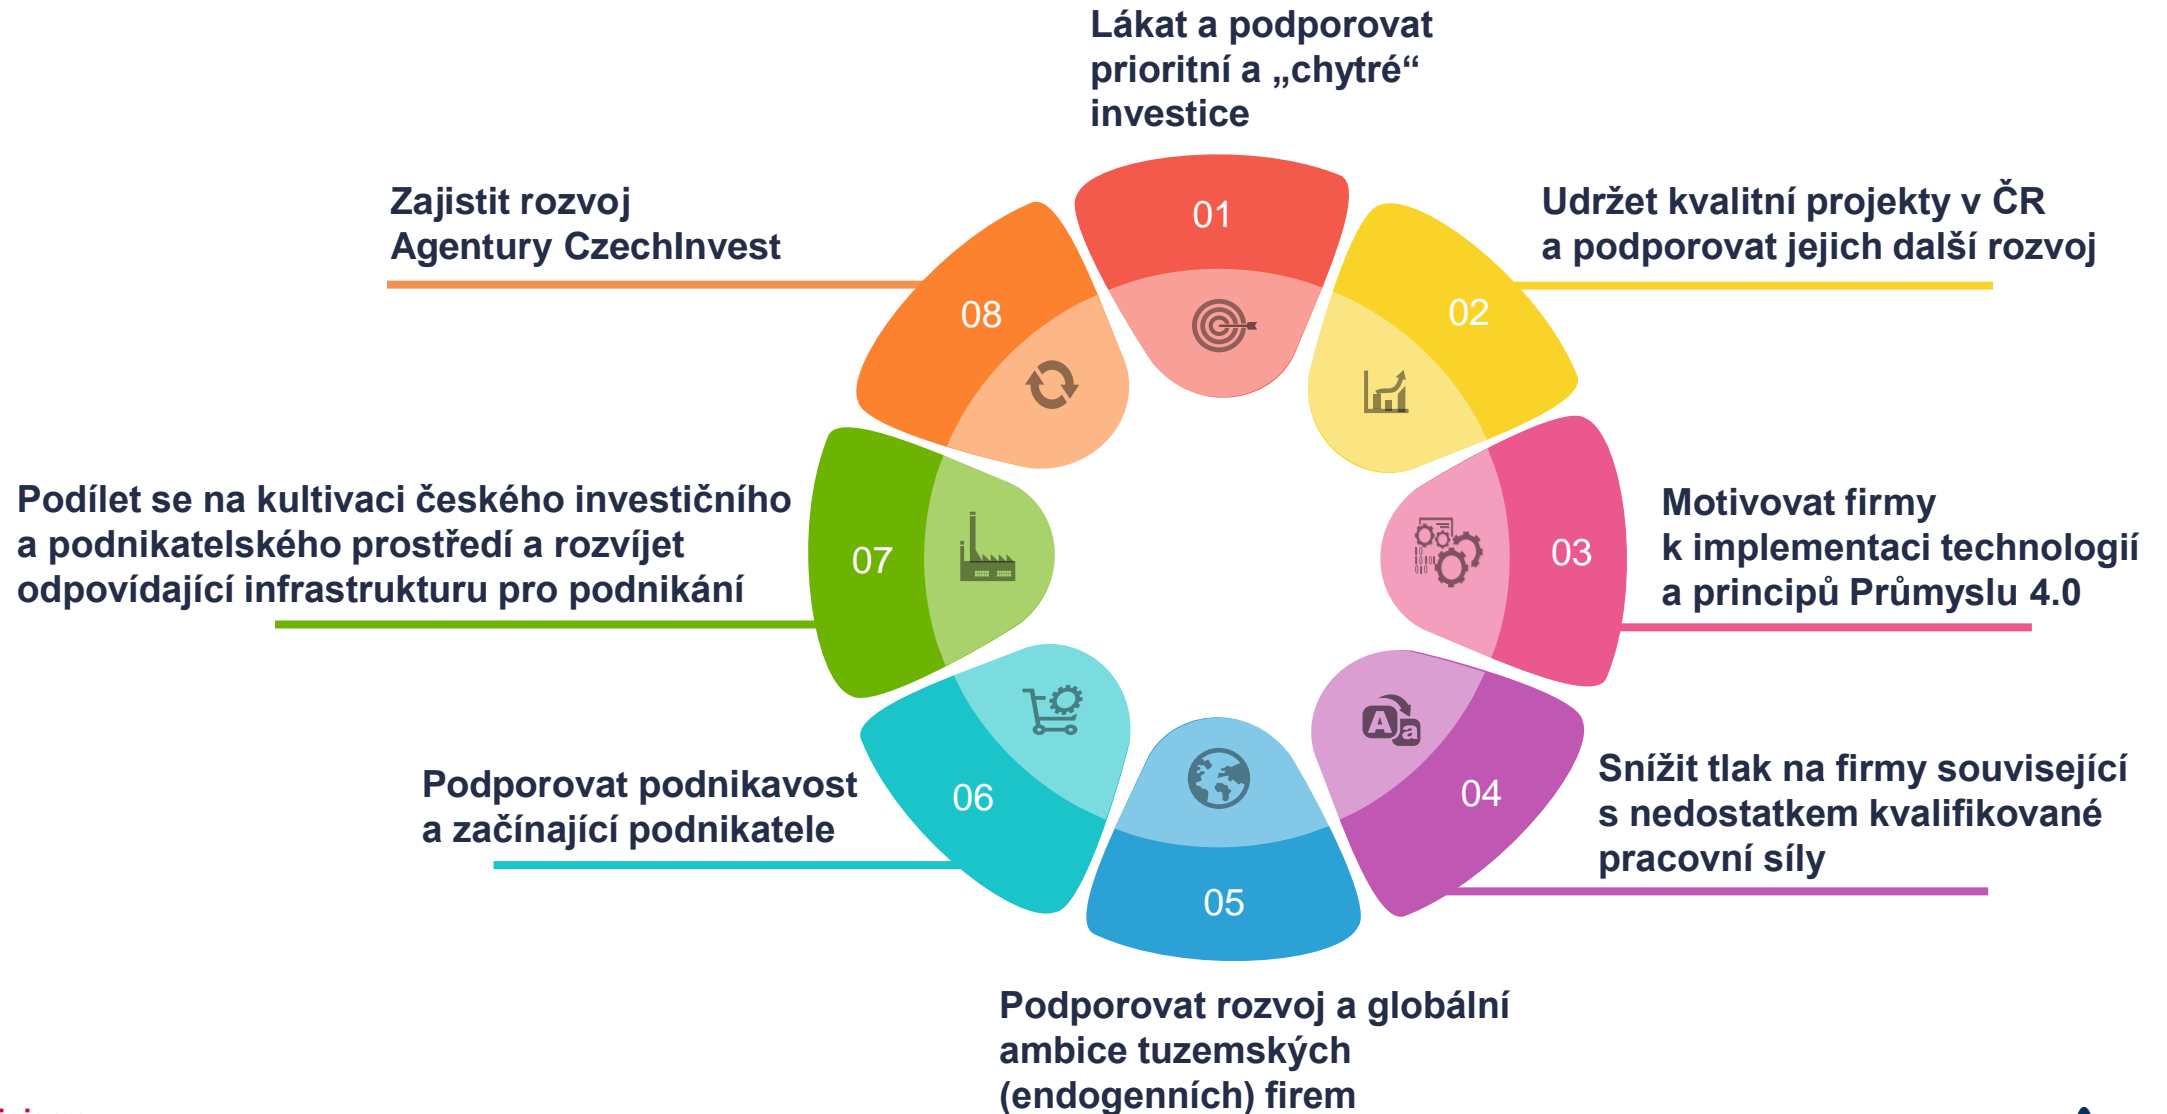 Lákat a podporovat
prioritní a „chytré“
investice
01
Udržet kvalitní projekty v ČR
a podporovat jejich další rozvoj
02
Motivovat firmy
k implementaci technologií
a principů Průmyslu 4.0
03
Snížit tlak na firmy související
s nedostatkem kvalifikované
pracovní síly
04
Podporovat rozvoj a globální
ambice tuzemských
(endogenních) firem
05
Podporovat podnikavost
a začínající podnikatele
06
Podílet se na kultivaci českého investičního
a podnikatelského prostředí a rozvíjet
odpovídající infrastrukturu pro podnikání
07
Zajistit rozvoj
Agentury CzechInvest
08
A a